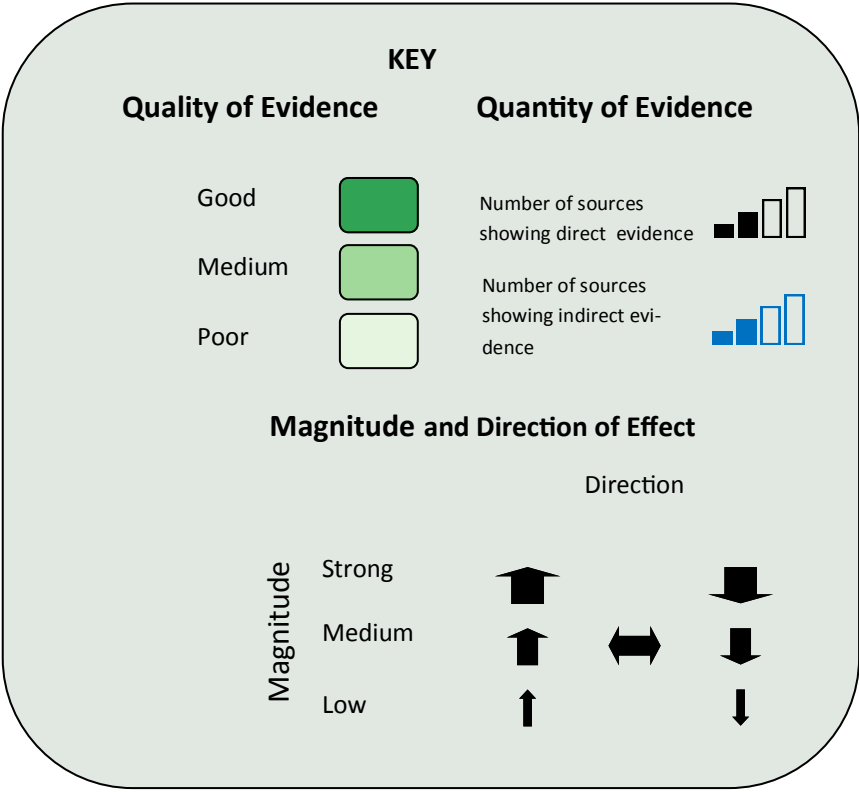 KEY
Quality of Evidence
Quantity of Evidence
Good
Medium
Poor
Number of sources
showing direct evidence
Number of sources
showing indirect evi-
dence
Magnitude and Direction of Effect
Direction
Magnitude
Strong
Medium
Low